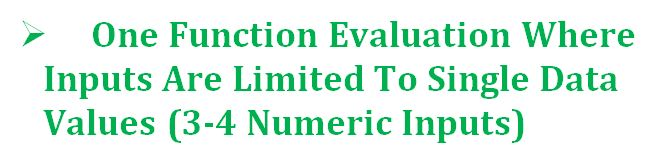 ➢ One Function Evaluation Where
Inputs Are Limited To Single Data
Values (3-4 Numeric Inputs)